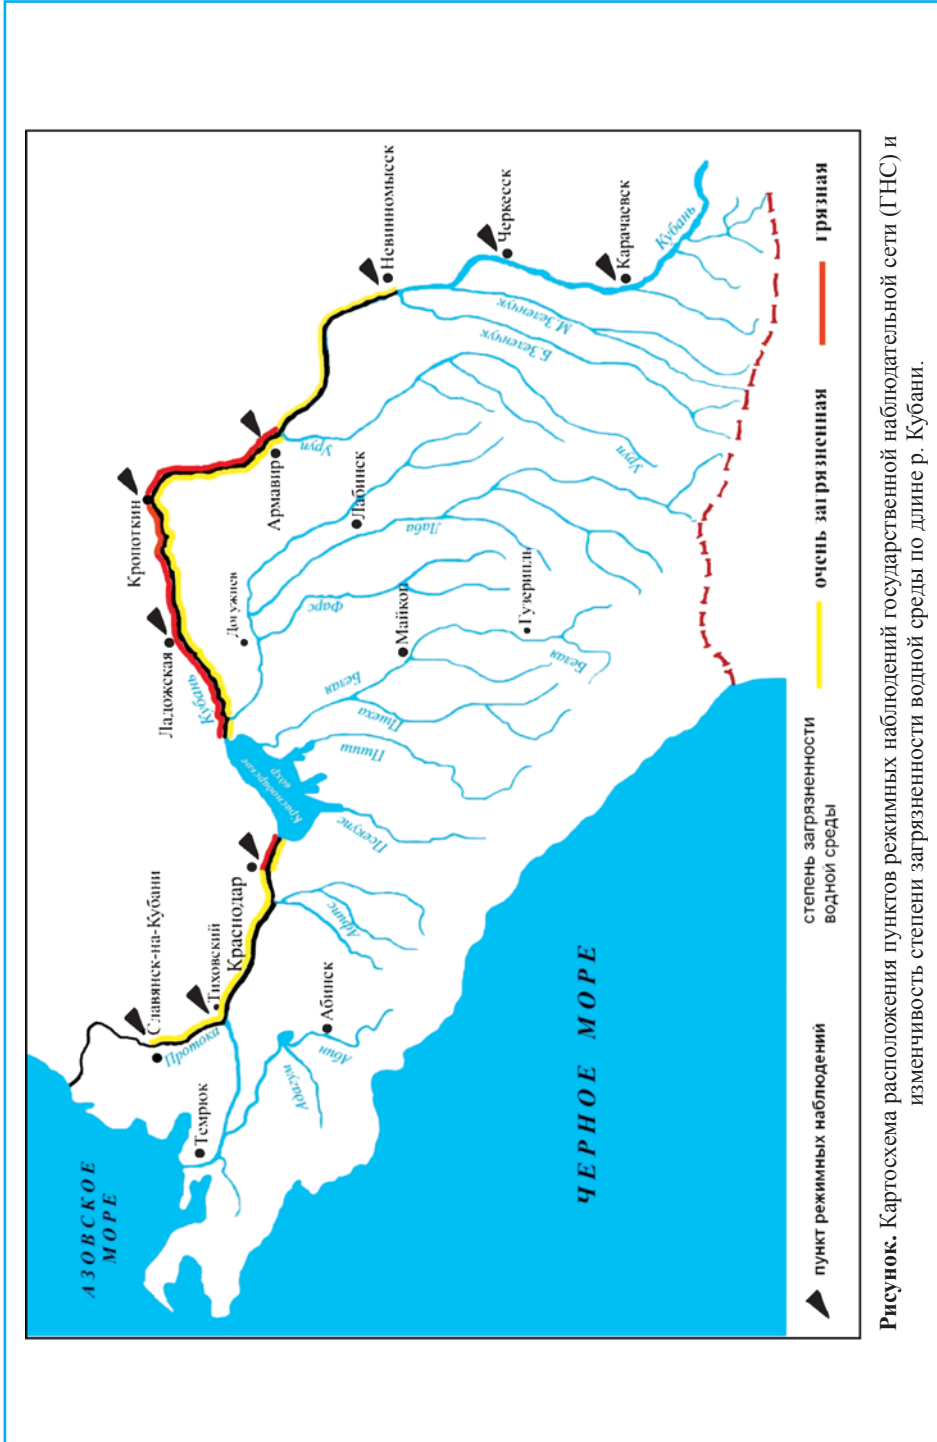 АЗОВСКОЕ
МОРЕ
Темрюк
Славянск-на-Кубани
Протока
Тиховский
Краснодар
Адагум
Абин
Абинск
Афипс
Краснодарское
вдхр
Псекупс
Пшиш
Пшеха
Белая
Кубань
Ладожская
Кропоткин
Догужиев
Фарс
Майкоп
Гузерипль
Белая
Лаба
Лабинск
Армавир
Уруп
Уруп
Невинномысск
Б.Зеленчук
М.Зеленчук
Черкесск
Карачаевск
Кубань
ЧЕРНОЕ МОРЕ
пункт режимных наблюдений
степень загрязненности
водной среды
очень загрязненная
грязная
Рисунок. Картосхема расположения пунктов режимных наблюдений государственной наблюдательной сети (ГНС) и
изменчивость степени загрязненности водной среды по длине р. Кубани.